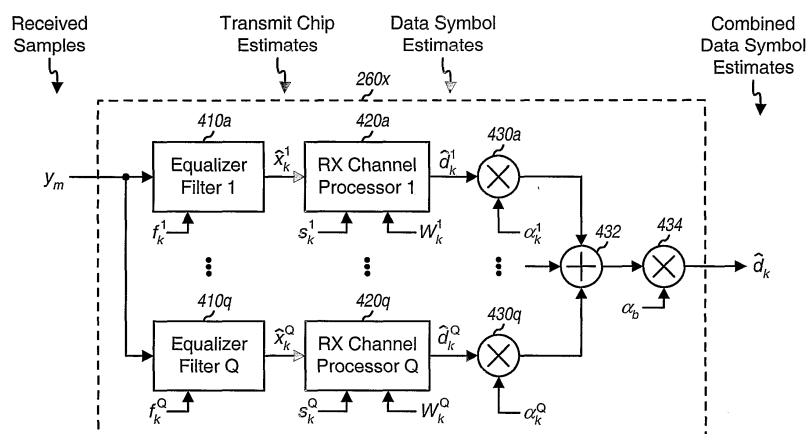 Received
Samples
Transmit Chip
Estimates
Data Symbol
Estimates
Combined
Data Symbol
Estimates
260x
410a
420a
430a
y_m
Equalizer
Filter 1
x̂_k^1
RX Channel
Processor 1
d̂_k^1
f_k^1
s_k^1
W_k^1
α_k^1
432
434
d̂_k
α_b
410q
420q
430q
Equalizer
Filter Q
x̂_k^Q
RX Channel
Processor Q
d̂_k^Q
f_k^Q
s_k^Q
W_k^Q
α_k^Q